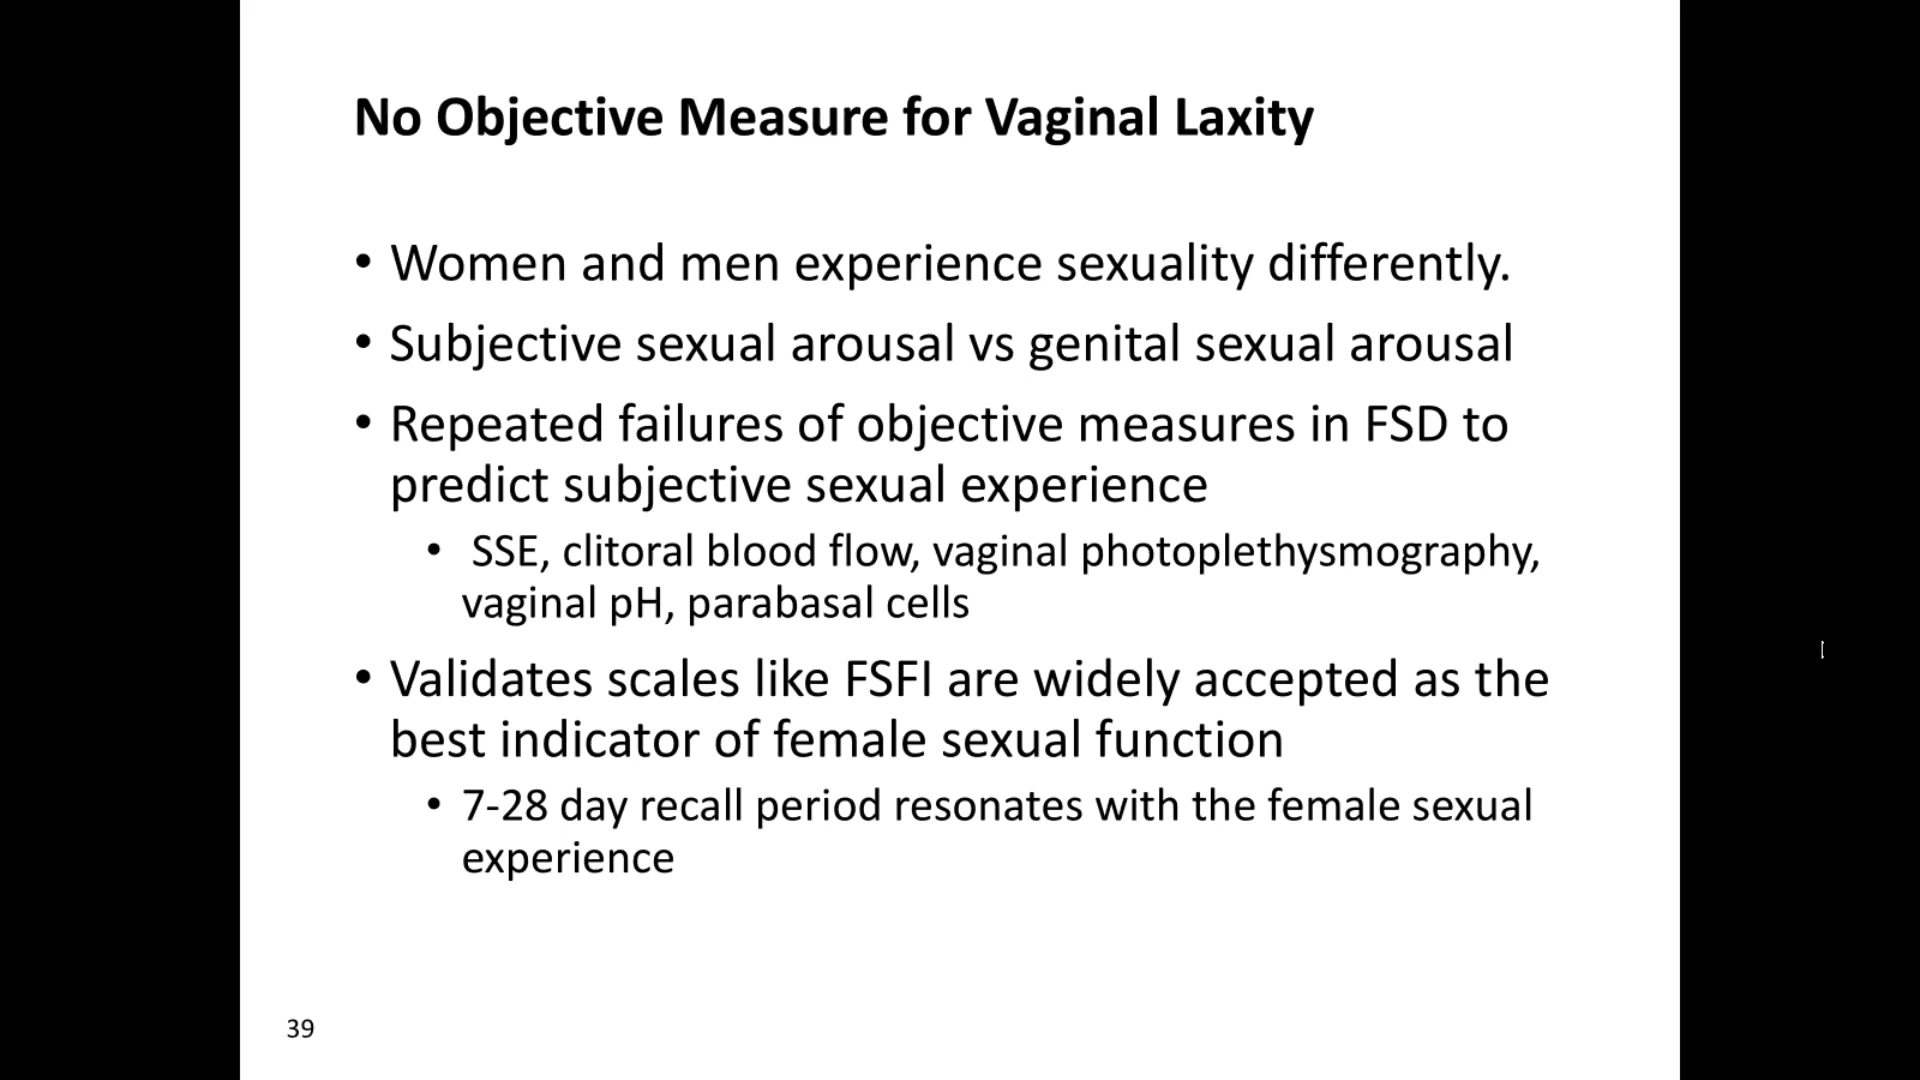 No Objective Measure for Vaginal Laxity
• Women and men experience sexuality differently.
• Subjective sexual arousal vs genital sexual arousal
• Repeated failures of objective measures in FSD to
predict subjective sexual experience
• SSE, clitoral blood flow, vaginal photoplethysmography,
vaginal pH, parabasal cells
• Validates scales like FSFI are widely accepted as the
best indicator of female sexual function
• 7-28 day recall period resonates with the female sexual
experience
39